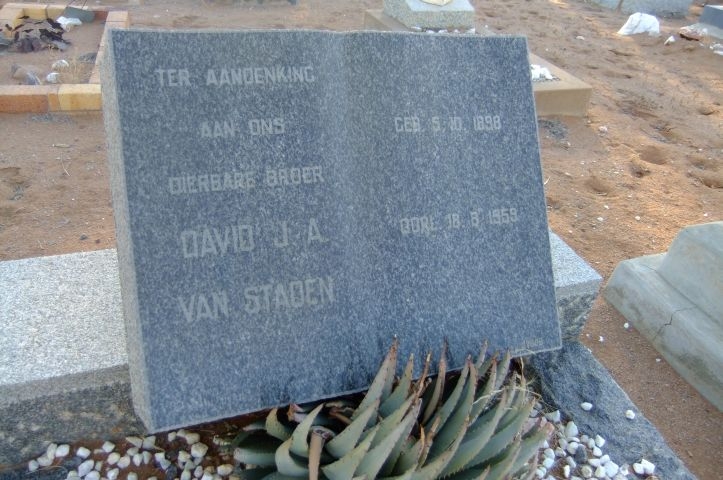 TER AANDENKING
AAN ONS
DIERBARE BROER
DAVID J. A.
VAN STADEN
GEB. 5. 10. 1898
OORL. 18. 8. 1959